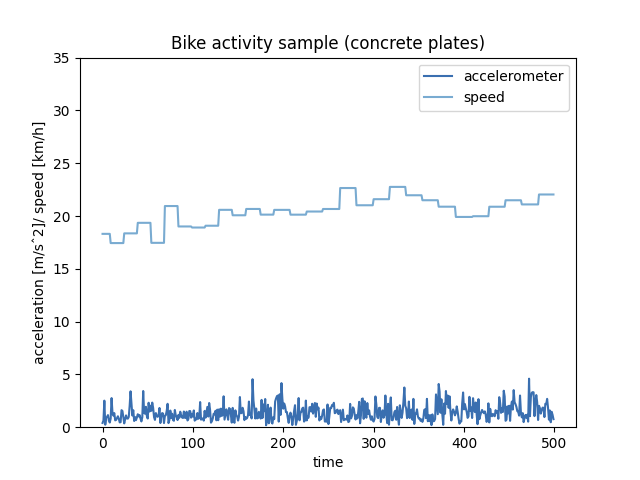 Bike activity sample (concrete plates)
accelerometer
speed
acceleration [m/s^2]/ speed [km/h]
35
30
25
20
15
10
5
0
0 100 200 300 400 500
time